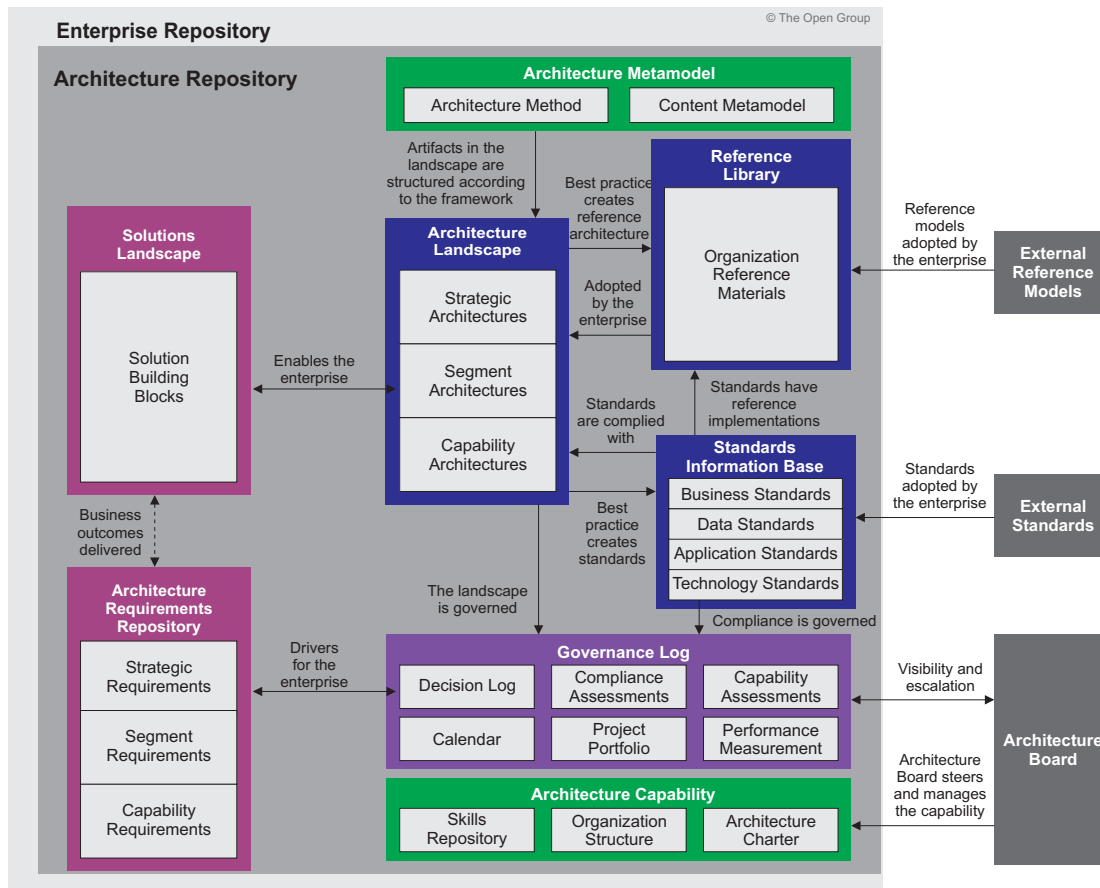 © The Open Group
Enterprise Repository
Architecture Repository
Architecture Metamodel
Architecture Method
Content Metamodel
Artifacts in the
landscape are
structured according
to the framework
Best practice
creates
reference
architecture
Reference
Library
Organization
Reference
Materials
Reference
models
adopted by
the enterprise
External
Reference
Models
Solutions
Landscape
Solution
Building
Blocks
Enables the
enterprise
Architecture
Landscape
Strategic
Architectures
Segment
Architectures
Capability
Architectures
Adopted
by the
enterprise
Standards
are complied
with
Standards have
reference
implementations
Best
practice
creates
standards
Standards
Information Base
Business Standards
Data Standards
Application Standards
Technology Standards
Standards
adopted by
the enterprise
External
Standards
Business
outcomes
delivered
Architecture
Requirements
Repository
Strategic
Requirements
Segment
Requirements
Capability
Requirements
Drivers
for the
enterprise
The landscape
is governed
Compliance is governed
Governance Log
Decision Log
Compliance
Assessments
Capability
Assessments
Calendar
Project
Portfolio
Performance
Measurement
Visibility and
escalation
Architecture
Board
Architecture
Board steers
and manages
the capability
Architecture Capability
Skills
Repository
Organization
Structure
Architecture
Charter